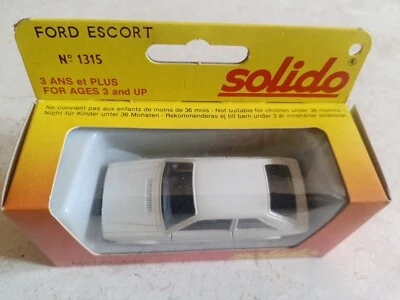 FORD ESCORT
Nº 1315
3 ANS et PLUS
FOR AGES 3 and UP
solido
®
Ne convient pas aux enfants de moins de 36 mois - Not suitable for children under 36 months
Nicht für Kinder unter 36 Monaten - Rekommenderas ej till barn under 3 år innehåller smådelar